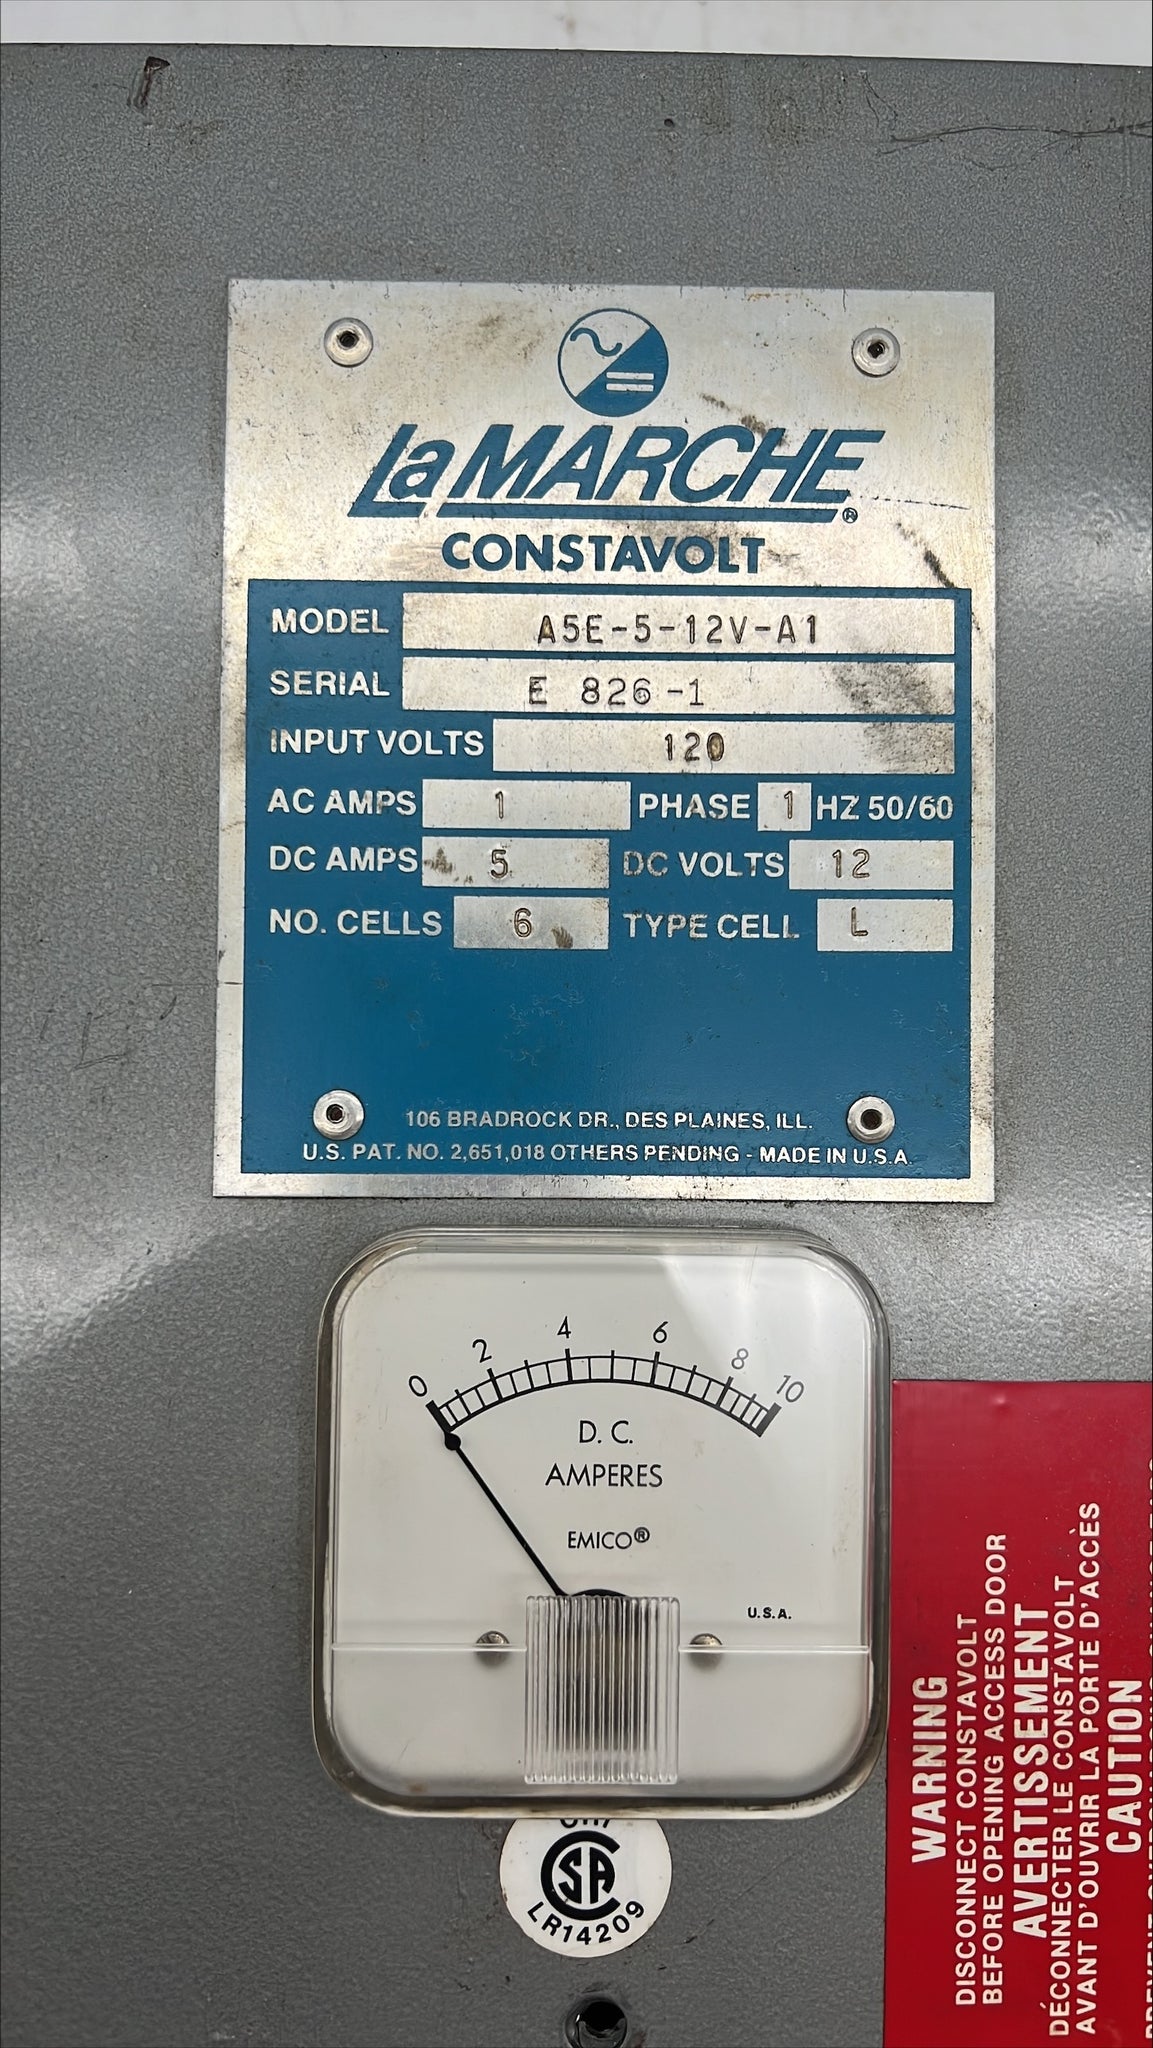 La MARCHE®
CONSTAVOLT
MODEL A5E-5-12V-A1
SERIAL E 826-1
INPUT VOLTS 120
AC AMPS 1 PHASE 1 HZ 50/60
DC AMPS 5 DC VOLTS 12
NO. CELLS 6 TYPE CELL L
106 BRADROCK DR., DES PLAINES, ILL.
U.S. PAT. NO. 2,651,018 OTHERS PENDING - MADE IN U.S.A.
0 2 4 6 8 10
D. C.
AMPERES
EMICO®
U.S.A.
CSA
LR14209
WARNING
DISCONNECT CONSTAVOLT
BEFORE OPENING ACCESS DOOR
AVERTISSEMENT
DÉCONNECTER LE CONSTAVOLT
AVANT D'OUVRIR LA PORTE D'ACCÈS
CAUTION